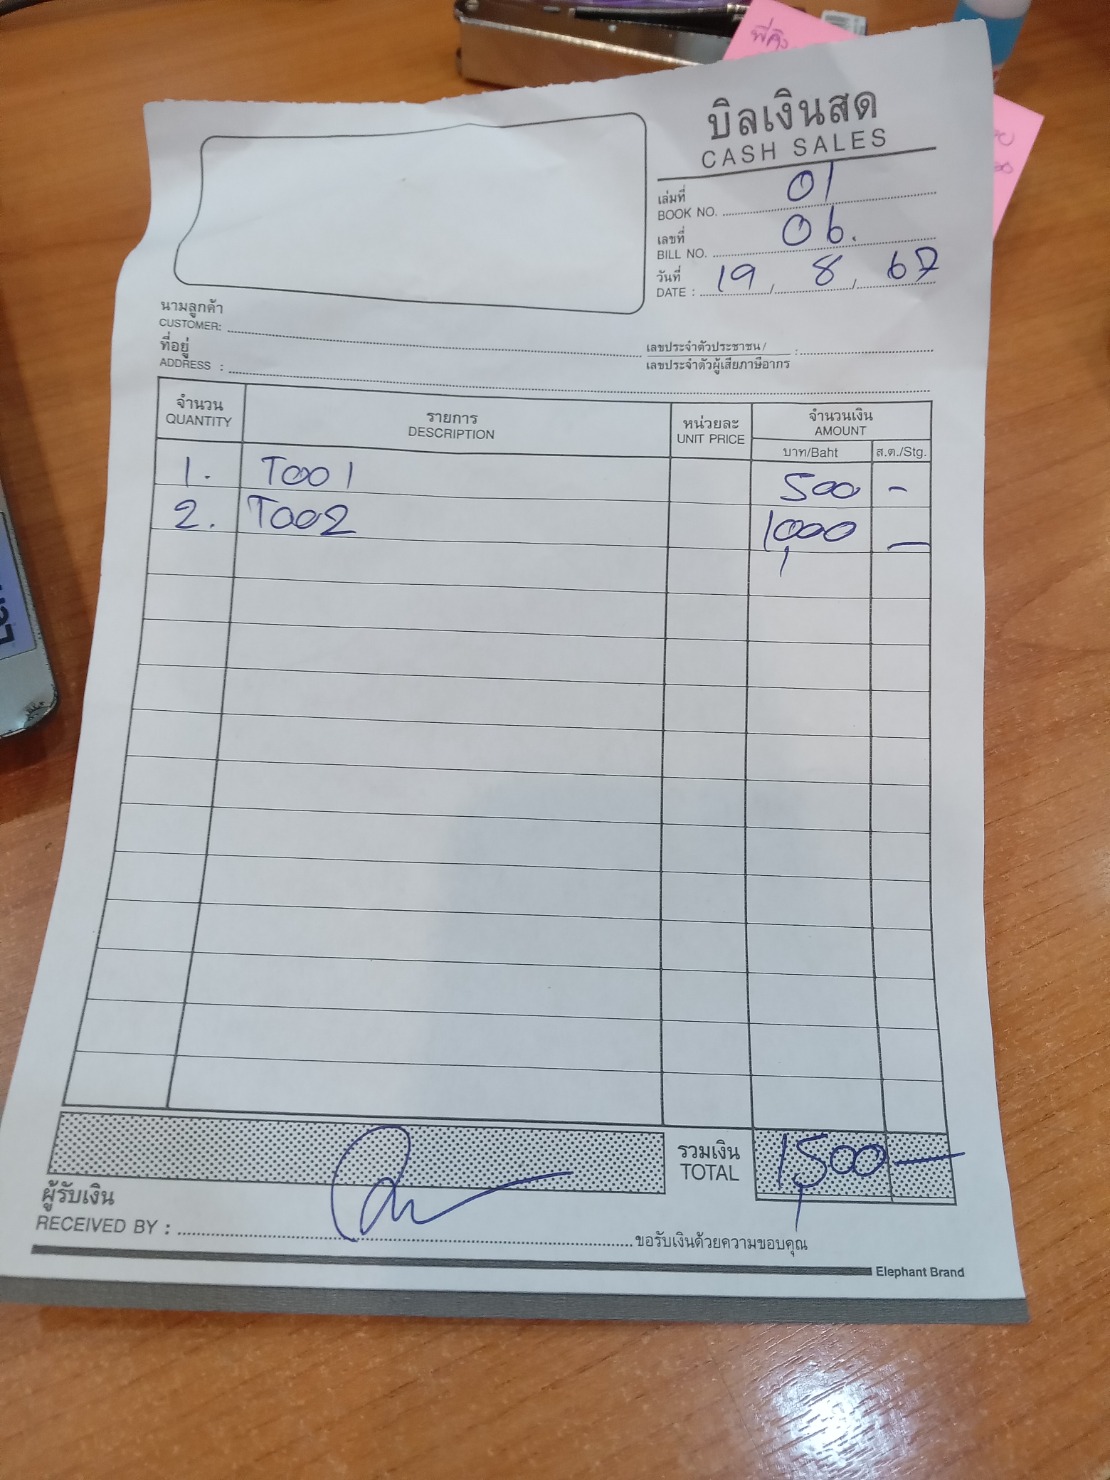 พี่คิง
บิลเงินสด
CASH SALES
เล่มที่
BOOK NO. 01
เลขที่
BILL NO. 06.
วันที่
DATE : 19 / 8 / 67
นามลูกค้า
CUSTOMER:
ที่อยู่
ADDRESS :
เลขประจำตัวประชาชน /
เลขประจำตัวผู้เสียภาษีอากร :
จำนวน รายการ หน่วยละ จำนวนเงิน
QUANTITY DESCRIPTION UNIT PRICE AMOUNT
บาท/Baht ส.ต./Stg.
1. T001 500 -
2. T002 1,000 -
รวมเงิน
TOTAL 1,500 -
ผู้รับเงิน
RECEIVED BY : ขอรับเงินด้วยความขอบคุณ
Elephant Brand